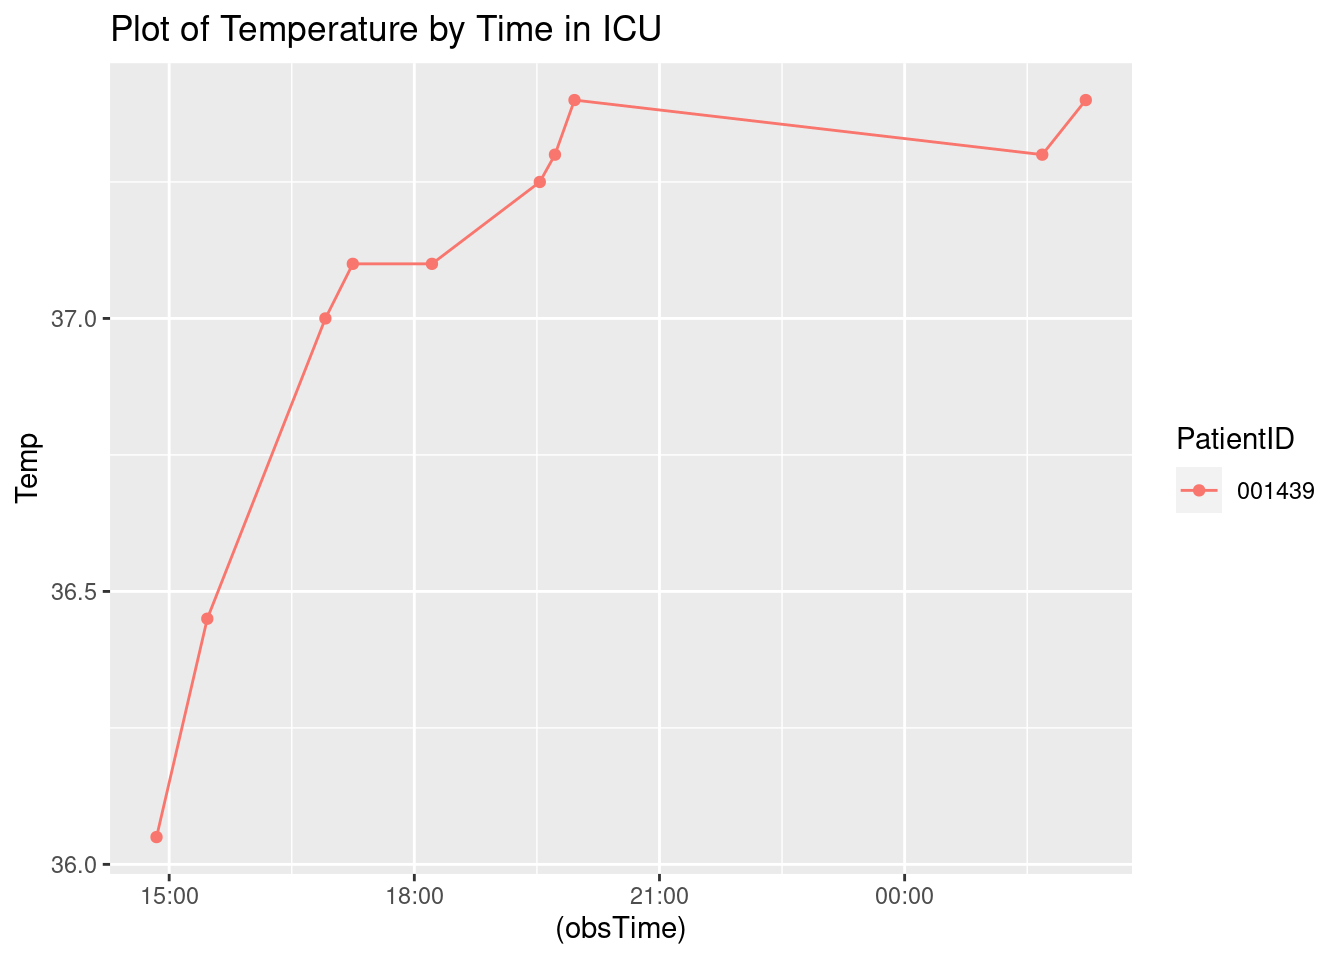 Plot of Temperature by Time in ICU
37.0
36.5
36.0
Temp
15:00 18:00 21:00 00:00
(obsTime)
PatientID
001439